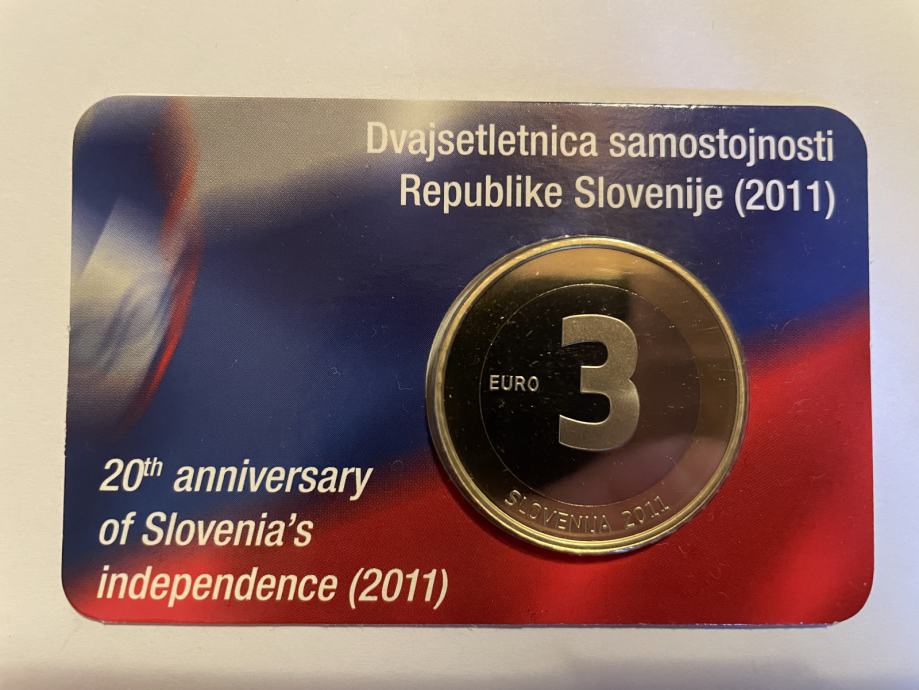 Dvajsetletnica samostojnosti
Republike Slovenije (2011)
EURO
3
SLOVENIJA 2011
20th anniversary
of Slovenia's
independence (2011)